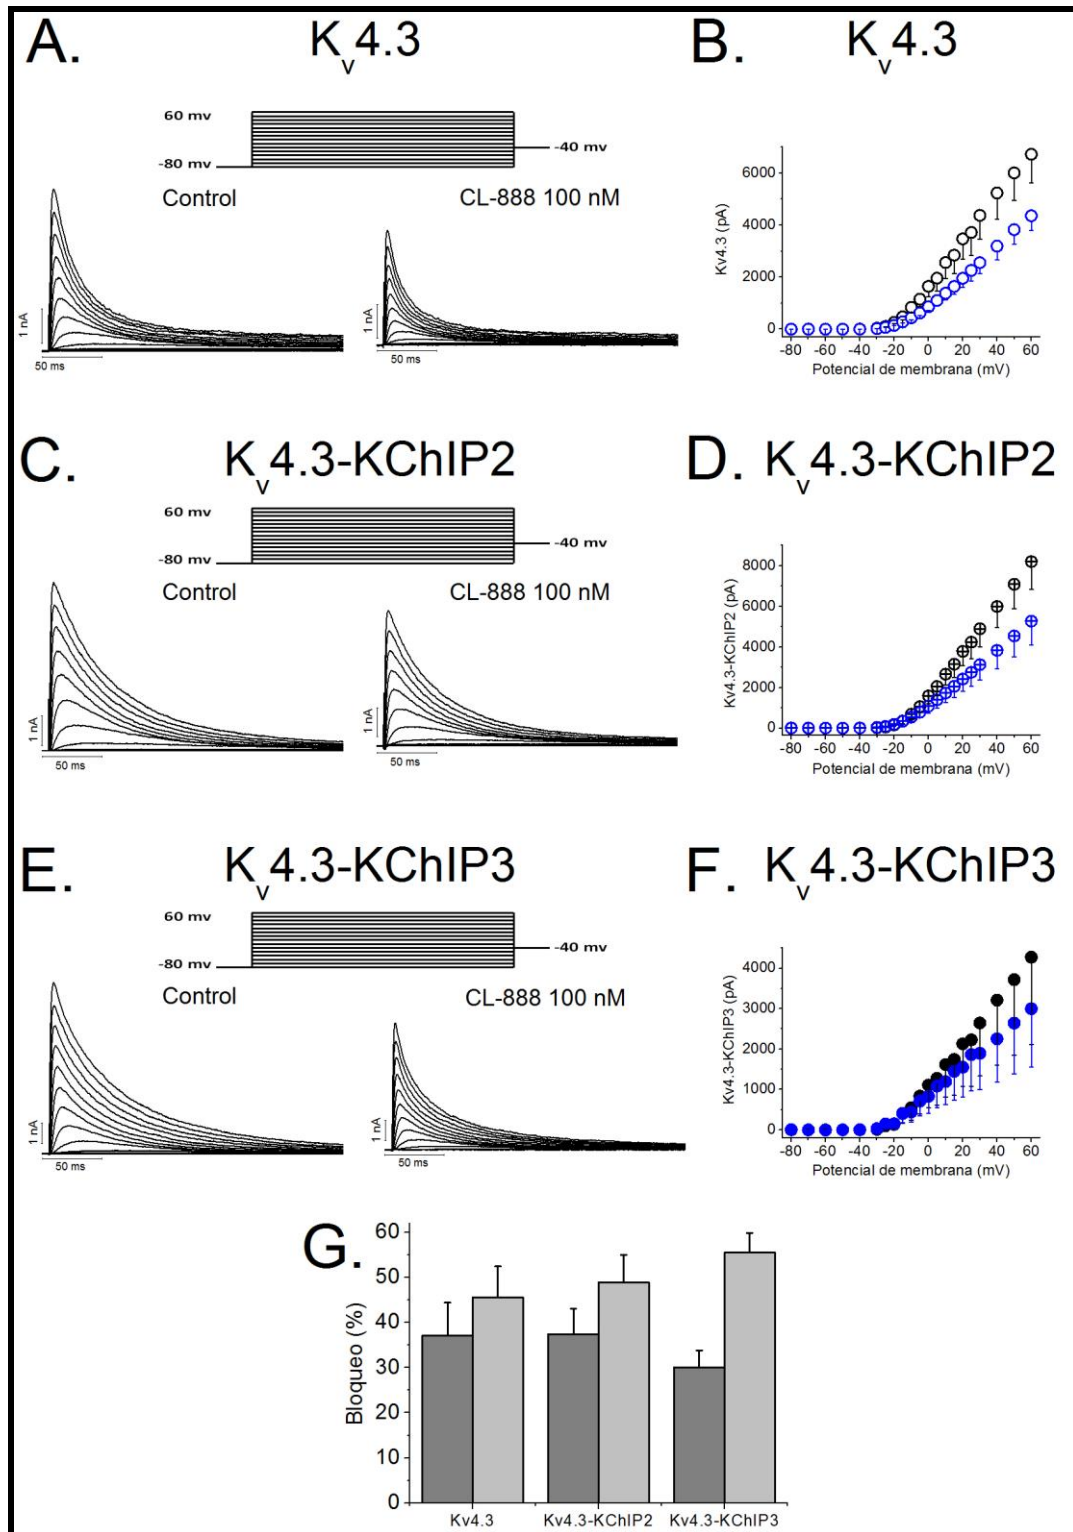 A. Kv4.3
60 mv
-80 mv
-40 mv
Control
CL-888 100 nM
1 nA
50 ms
1 nA
50 ms
B. Kv4.3
Kv4.3 (pA)
6000
4000
2000
0
-80 -60 -40 -20 0 20 40 60
Potencial de membrana (mV)
C. Kv4.3-KChIP2
60 mv
-80 mv
-40 mv
Control
CL-888 100 nM
1 nA
50 ms
1 nA
50 ms
D. Kv4.3-KChIP2
Kv4.3-KChIP2 (pA)
8000
6000
4000
2000
0
-80 -60 -40 -20 0 20 40 60
Potencial de membrana (mV)
E. Kv4.3-KChIP3
60 mv
-80 mv
-40 mv
Control
CL-888 100 nM
1 nA
50 ms
1 nA
50 ms
F. Kv4.3-KChIP3
Kv4.3-KChIP3 (pA)
4000
3000
2000
1000
0
-80 -60 -40 -20 0 20 40 60
Potencial de membrana (mV)
G.
Bloqueo (%)
60
50
40
30
20
10
0
Kv4.3 Kv4.3-KChIP2 Kv4.3-KChIP3